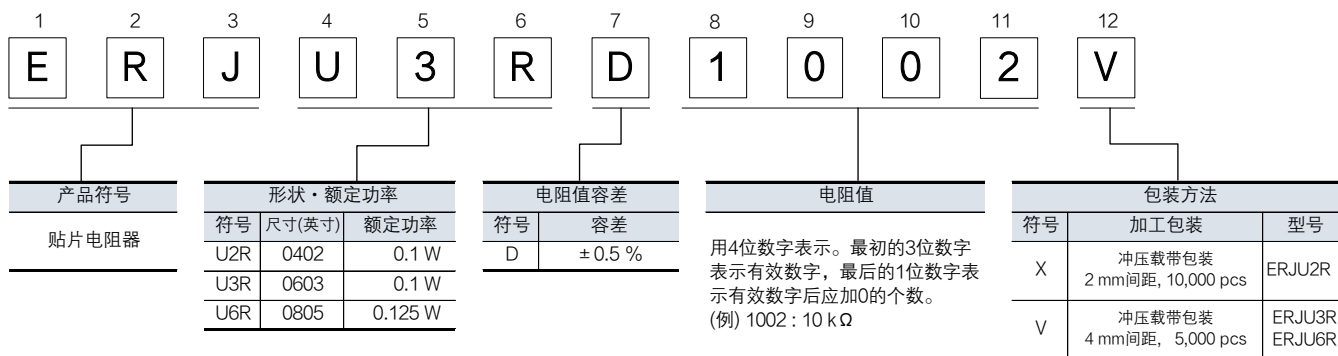 1 2 3 4 5 6 7 8 9 10 11 12
E R J U 3 R D 1 0 0 2 V
产品符号
贴片电阻器
形状・额定功率
符号 尺寸(英寸) 额定功率
U2R 0402 0.1 W
U3R 0603 0.1 W
U6R 0805 0.125 W
电阻值容差
符号 容差
D ± 0.5 %
电阻值
用4位数字表示。最初的3位数字
表示有效数字，最后的1位数字表
示有效数字后应加0的个数。
(例) 1002 : 10 kΩ
包装方法
符号 加工包装 型号
X 冲压载带包装 ERJU2R
2 mm间距, 10,000 pcs
V 冲压载带包装 ERJU3R
4 mm间距, 5,000 pcs ERJU6R